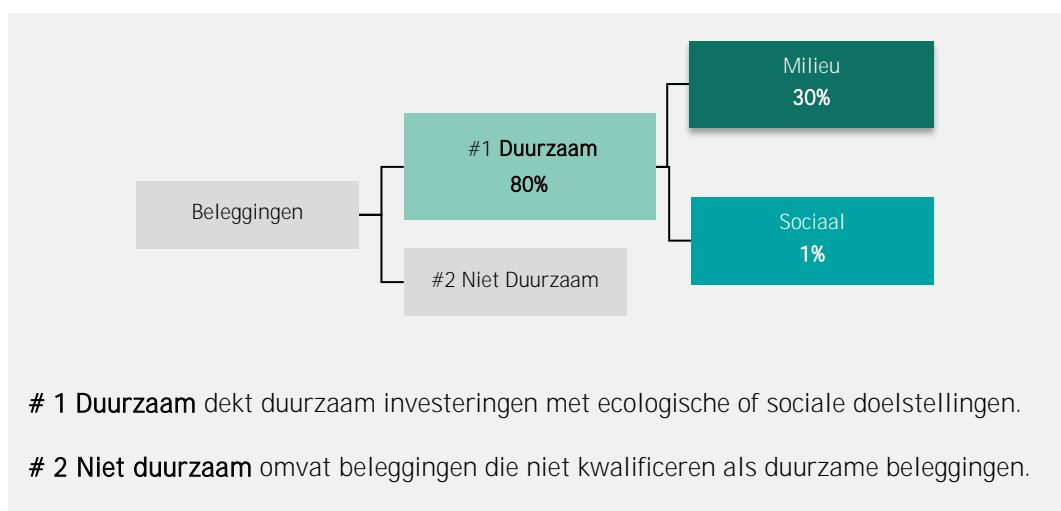 Milieu
30%
#1 Duurzaam
80%
Beleggingen
Sociaal
1%
#2 Niet Duurzaam
# 1 Duurzaam dekt duurzaam investeringen met ecologische of sociale doelstellingen.
# 2 Niet duurzaam omvat beleggingen die niet kwalificeren als duurzame beleggingen.